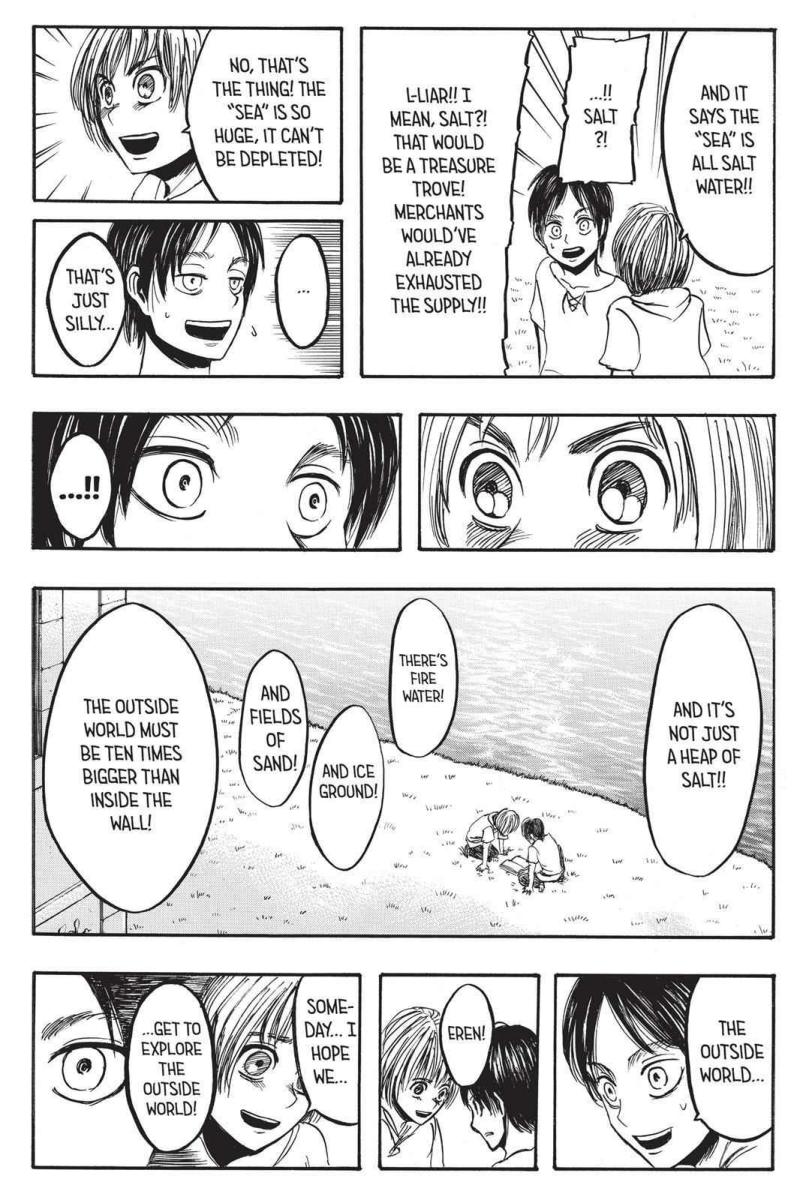 AND IT
SAYS THE
"SEA" IS
ALL SALT
WATER!!
...!!
SALT
?!
L-LIAR!! I
MEAN, SALT?!
THAT WOULD
BE A TREASURE
TROVE!
MERCHANTS
WOULD'VE
ALREADY
EXHAUSTED
THE SUPPLY!!
NO, THAT'S
THE THING! THE
"SEA" IS SO
HUGE, IT CAN'T
BE DEPLETED!
...
THAT'S
JUST
SILLY...
....!!
AND IT'S
NOT JUST
A HEAP OF
SALT!!
THERE'S
FIRE
WATER!
AND ICE
GROUND!
AND
FIELDS
OF
SAND!
THE OUTSIDE
WORLD MUST
BE TEN TIMES
BIGGER THAN
INSIDE THE
WALL!
THE
OUTSIDE
WORLD...
EREN!
SOME-
DAY... I
HOPE
WE...
...GET TO
EXPLORE
THE
OUTSIDE
WORLD!